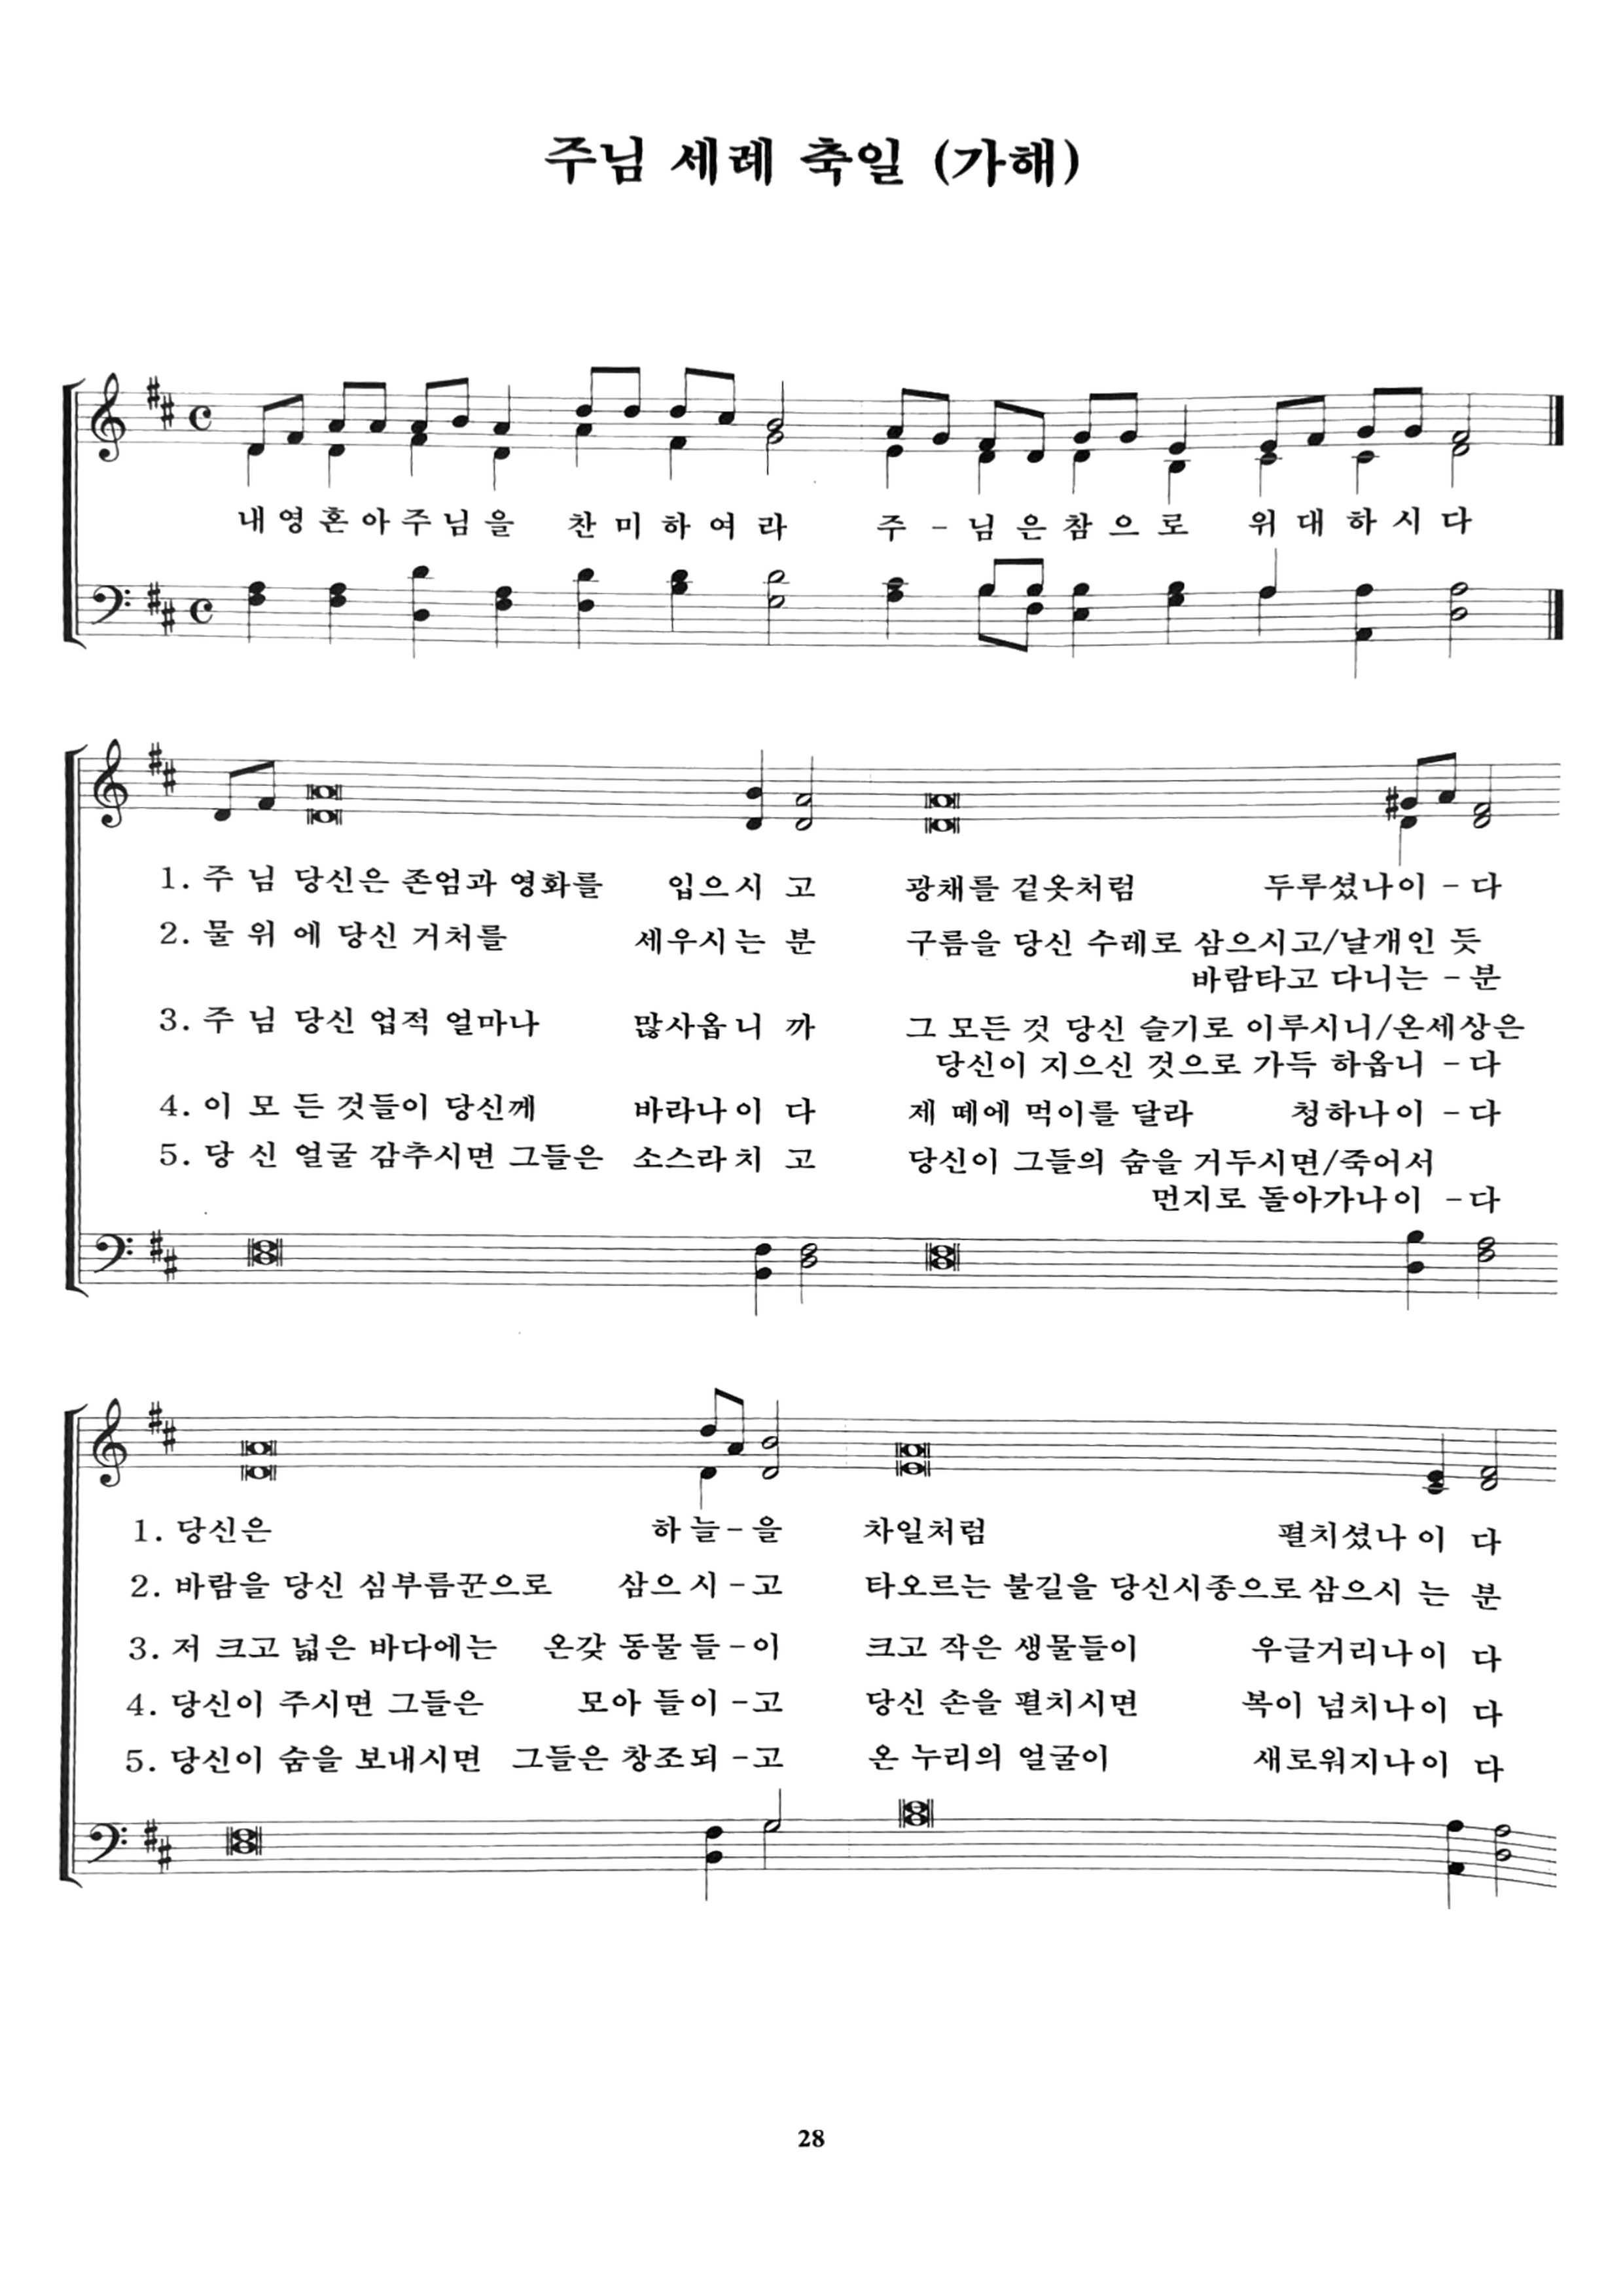 주님 세례 축일 (가해)
내영혼아주님을 찬미하여라 주-님은참으로 위대하시다
1. 주 님 당신은 존엄과 영화를 입으시 고 광채를 겉옷처럼 두루셨나이 - 다
2. 물 위 에 당신 거처를 세우시는 분 구름을 당신 수레로 삼으시고/날개인 듯
바람타고 다니는 - 분
3. 주 님 당신 업적 얼마나 많사옵니 까 그 모든 것 당신 슬기로 이루시니/온세상은
당신이 지으신 것으로 가득 하옵니 - 다
4. 이 모 든 것들이 당신께 바라나이 다 제 떼에 먹이를 달라 청하나이 - 다
5. 당 신 얼굴 감추시면 그들은 소스라치 고 당신이 그들의 숨을 거두시면/죽어서
먼지로 돌아가나이 - 다
1. 당신은 하늘-을 차일처럼 펼치셨나 이 다
2. 바람을 당신 심부름꾼으로 삼으시-고 타오르는 불길을 당신시종으로삼으시 는 분
3. 저 크고 넓은 바다에는 온갖 동물들-이 크고 작은 생물들이 우글거리나이 다
4. 당신이 주시면 그들은 모아 들이-고 당신 손을 펼치시면 복이 넘치나이 다
5. 당신이 숨을 보내시면 그들은 창조되-고 온 누리의 얼굴이 새로워지나이 다
28